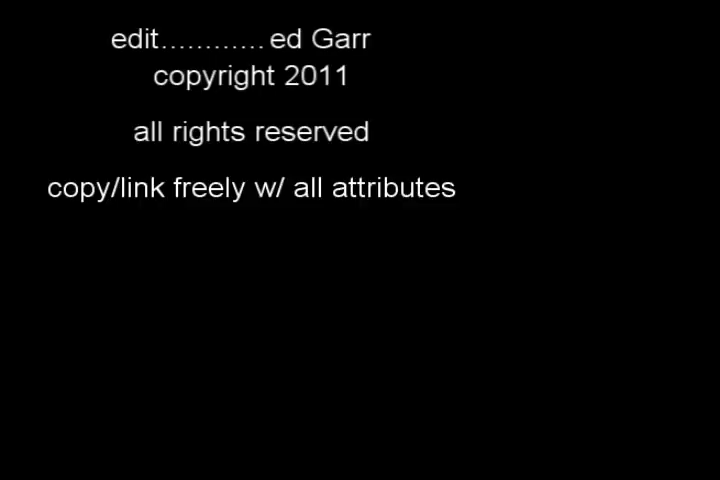 edit............ed Garr
copyright 2011
all rights reserved
copy/link freely w/ all attributes